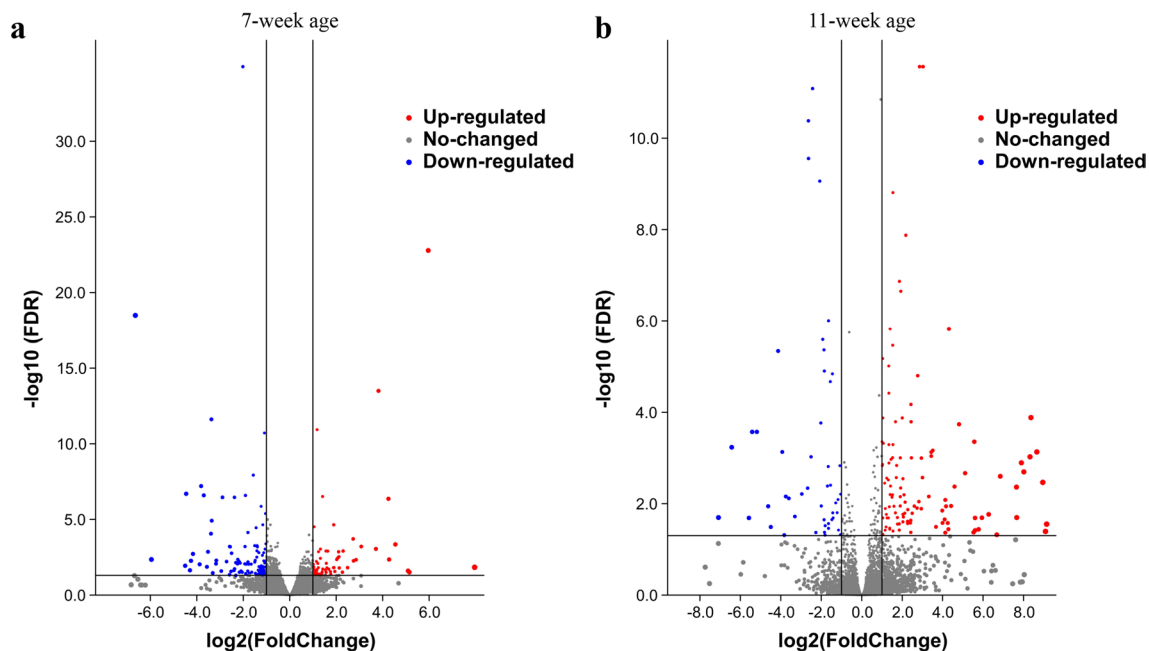 a
7-week age
Up-regulated
No-changed
Down-regulated
30.0
25.0
20.0
15.0
10.0
5.0
0.0
-6.0 -4.0 -2.0 0.0 2.0 4.0 6.0
-log10 (FDR)
log2(FoldChange)
b
11-week age
Up-regulated
No-changed
Down-regulated
10.0
8.0
6.0
4.0
2.0
0.0
-8.0 -6.0 -4.0 -2.0 0.0 2.0 4.0 6.0 8.0
-log10 (FDR)
log2(FoldChange)